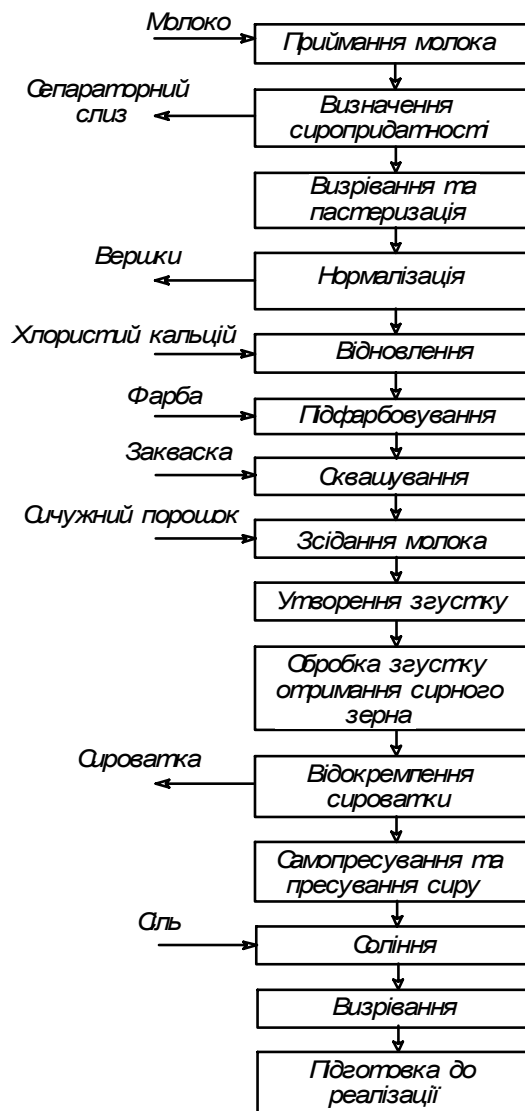 Молоко
Приймання молока
Сепараторний
слиз
Визначення
сиропридатності
Визрівання та
пастеризація
Вершки
Нормалізація
Хлористий кальцій
Відновлення
Фарба
Підфарбовування
Закваска
Сквашування
Сичужний порошок
Зсідання молока
Утворення згустку
Обробка згустку
отримання сирного
зерна
Сироватка
Відокремлення
сироватки
Самопресування та
пресування сиру
Сіль
Соління
Визрівання
Підготовка до
реалізації